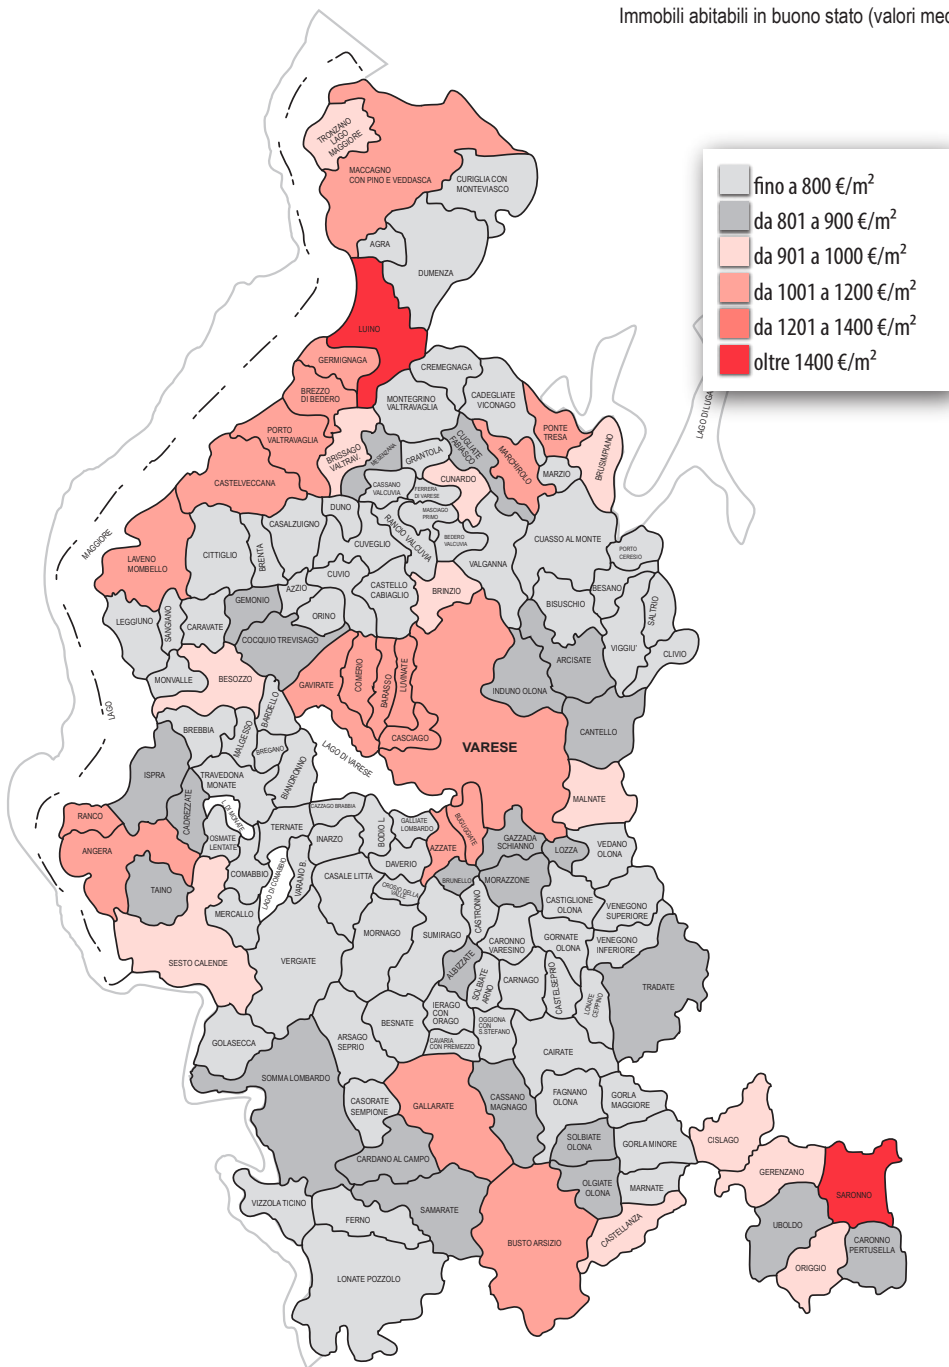 Immobili abitabili in buono stato (valori med
fino a 800 €/m²
da 801 a 900 €/m²
da 901 a 1000 €/m²
da 1001 a 1200 €/m²
da 1201 a 1400 €/m²
oltre 1400 €/m²
TRONZANO
LAGO
MAGGIORE
MACCAGNO
CON PINO E VEDDASCA
CURIGLIA CON
MONTEVIASCO
AGRA
DUMENZA
LUINO
GERMIGNAGA
CREMEGNAGA
BREZZO
DI BEDERO
MONTEGRINO
VALTRAVAGLIA
CADEGLIATE
VICONAGO
LAGO DI LUGA
PORTO
VALTRAVAGLIA
BRISSAGO
VALTRAV.
MESENZANA
GRANTOLA
CUGLIATE
FABIASCO
MARCHIROLO
PONTE
TRESA
MARZIO
BRUSIMPIANO
CASTELVECCANA
CASSANO
VALCUVIA
FERRERA
DI VARESE
CUNARDO
MASCIAGO
PRIMO
DUNO
RANCIO VALCUVIA
BEDERO
VALCUVIA
CASALZUIGNO
CUVEGLIO
CUASSO AL MONTE
PORTO
CERESIO
MAGGIORE
LAVENO
MOMBELLO
CITTIGLIO
BRENTA
VALGANNA
CUVIO
AZZIO
CASTELLO
CABIAGLIO
BRINZIO
BESANO
BISUSCHIO
SALTRIO
GEMONIO
ORINO
LEGGIUNO
SANGIANO
CARAVATE
COCQUIO TREVISAGO
VIGGIU'
CLIVIO
ARCISATE
MONVALLE
BESOZZO
GAVIRATE
COMERIO
BARASSO
LUVINATE
INDUNO OLONA
LAGO
BARDELLO
CASCIAGO
VARESE
CANTELLO
BREBBIA
MALGESSO
BREGANO
LAGO DI VARESE
BIANDRONNO
ISPRA
TRAVEDONA
MONATE
CADREZZATE
L. DI MONATE
MALNATE
RANCO
CAZZAGO BRABBIA
ANGERA
OSMATE
LENTATE
TERNATE
INARZO
BODIO L.
GALLIATE
LOMBARDO
AZZATE
BUGUGGATE
GAZZADA
SCHIANNO
LOZZA
VEDANO
OLONA
DAVERIO
TAINO
COMABBIO
LAGO DI COMABBIO
VARANO B.
CASALE LITTA
CROSIO DELLA
VALLE
BRUNELLO
MORAZZONE
MERCALLO
CASTRONNO
CASTIGLIONE
OLONA
VENEGONO
SUPERIORE
MORNAGO
SUMIRAGO
CARONNO
VARESINO
GORNATE
OLONA
VENEGONO
INFERIORE
SESTO CALENDE
VERGIATE
ALBIZZATE
SOLBIATE
ARNO
CARNAGO
CASTELSEPRIO
LONATE
CEPPINO
TRADATE
GOLASECCA
ARSAGO
SEPRIO
BESNATE
IERAGO
CON
ORAGO
OGGIONA
CON
S.STEFANO
CAVARIA
CON PREMEZZO
CAIRATE
SOMMA LOMBARDO
CASORATE
SEMPIONE
GALLARATE
CASSANO
MAGNAGO
FAGNANO
OLONA
GORLA
MAGGIORE
CARDANO AL CAMPO
SOLBIATE
OLONA
GORLA MINORE
CISLAGO
GERENZANO
OLGIATE
OLONA
MARNATE
SARONNO
VIZZOLA TICINO
SAMARATE
FERNO
BUSTO ARSIZIO
CASTELLANZA
UBOLDO
CARONNO
PERTUSELLA
ORIGGIO
LONATE POZZOLO